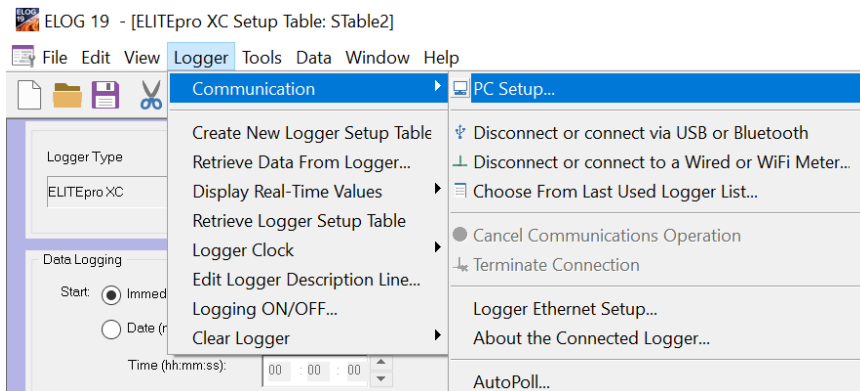 ELOG 19 - [ELITEpro XC Setup Table: STable2]
File Edit View Logger Tools Data Window Help
Communication
PC Setup...
Create New Logger Setup Table
Retrieve Data From Logger...
Display Real-Time Values
Retrieve Logger Setup Table
Logger Clock
Edit Logger Description Line...
Logging ON/OFF...
Clear Logger
Disconnect or connect via USB or Bluetooth
Disconnect or connect to a Wired or WiFi Meter...
Choose From Last Used Logger List...
Cancel Communications Operation
Terminate Connection
Logger Ethernet Setup...
About the Connected Logger...
AutoPoll...
Logger Type
ELITEpro XC
Data Logging
Start: Immed
Date (r
Time (hh:mm:ss): 00 : 00 : 00